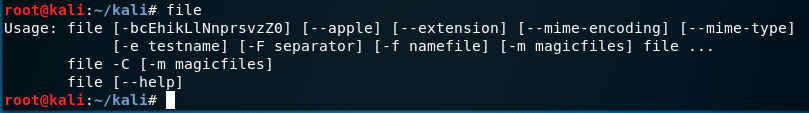 root@kali:~/kali# file
Usage: file [-bcEhikLlNnprsvzZ0] [--apple] [--extension] [--mime-encoding] [--mime-type]
            [-e testname] [-F separator] [-f namefile] [-m magicfiles] file ...
       file -C [-m magicfiles]
       file [--help]
root@kali:~/kali#